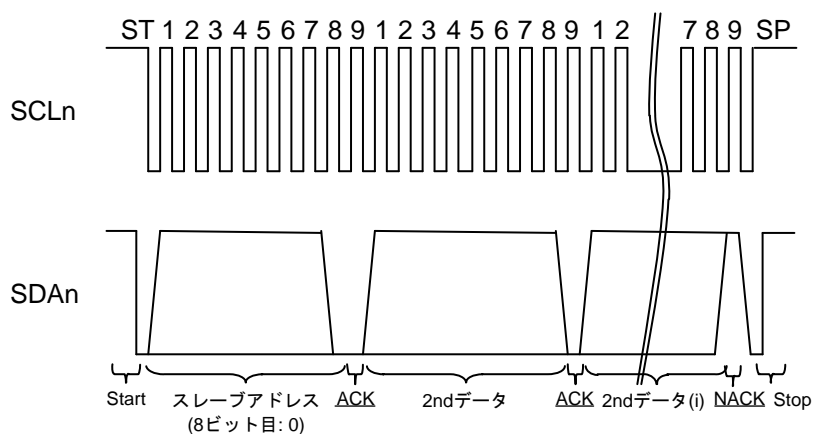 ST 1 2 3 4 5 6 7 8 9 1 2 3 4 5 6 7 8 9 1 2 7 8 9 SP
SCLn
SDAn
Start スレーブアドレス ACK 2ndデータ ACK 2ndデータ(i) NACK Stop
(8ビット目: 0)